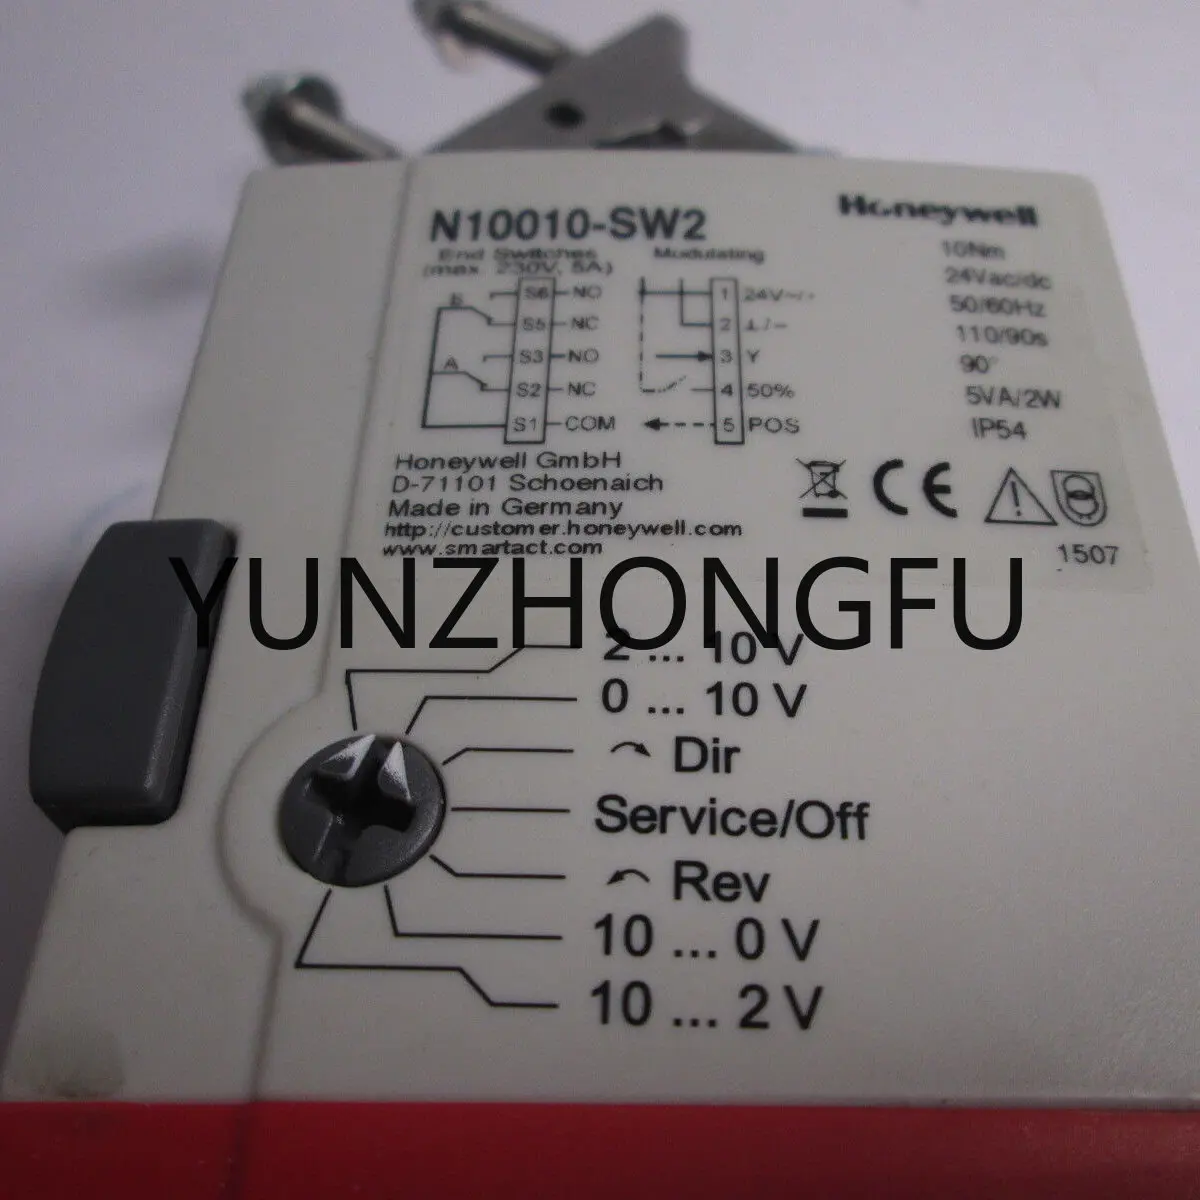 N10010-SW2
Honeywell
End Switches
(max. 230V, 5A)
Modulating
10Nm
24Vac/dc
50/60Hz
110/90s
90°
5VA/2W
IP54
B
A
S6 NO
S5 NC
S3 NO
S2 NC
S1 COM
1 24V~/-
2 ⊥/-
3 Y
4 50%
5 POS
Honeywell GmbH
D-71101 Schoenaich
Made in Germany
http://customer.honeywell.com
www.smartact.com
CE
1507
YUNZHONGFU
2 ... 10 V
0 ... 10 V
Dir
Service/Off
Rev
10 ... 0 V
10 ... 2 V